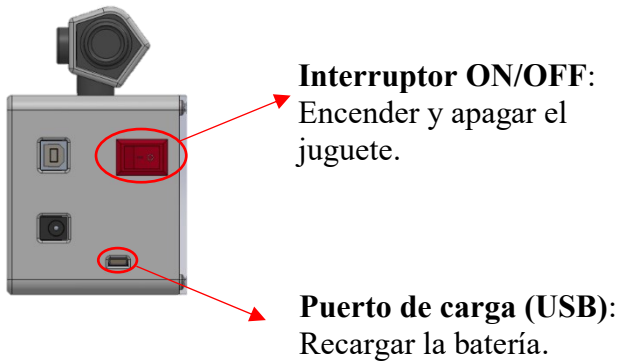 Interruptor ON/OFF:
Encender y apagar el
juguete.
Puerto de carga (USB):
Recargar la batería.